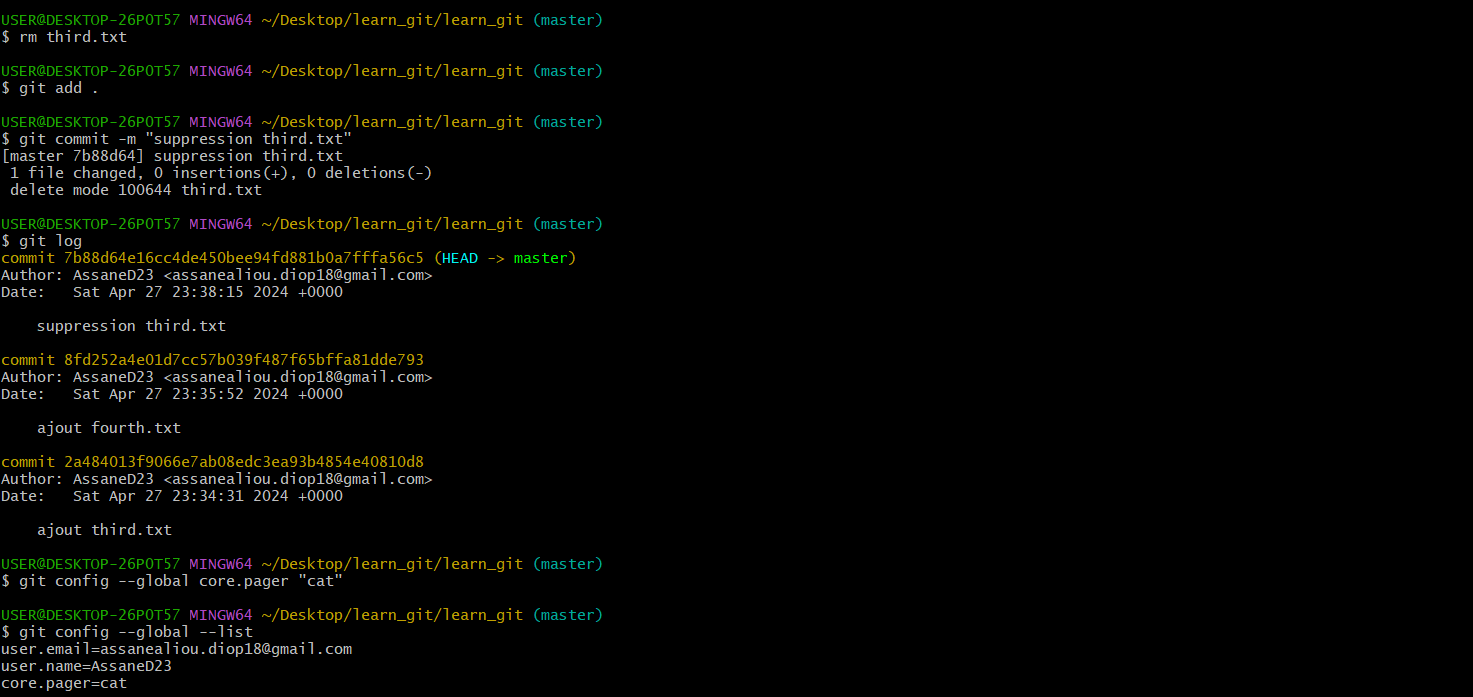 USER@DESKTOP-26POT57 MINGW64 ~/Desktop/learn_git/learn_git (master)
$ rm third.txt
USER@DESKTOP-26POT57 MINGW64 ~/Desktop/learn_git/learn_git (master)
$ git add .
USER@DESKTOP-26POT57 MINGW64 ~/Desktop/learn_git/learn_git (master)
$ git commit -m "suppression third.txt"
[master 7b88d64] suppression third.txt
 1 file changed, 0 insertions(+), 0 deletions(-)
 delete mode 100644 third.txt
USER@DESKTOP-26POT57 MINGW64 ~/Desktop/learn_git/learn_git (master)
$ git log
commit 7b88d64e16cc4de450bee94fd881b0a7fffa56c5 (HEAD -> master)
Author: AssaneD23 <assanealiou.diop18@gmail.com>
Date:   Sat Apr 27 23:38:15 2024 +0000
    suppression third.txt
commit 8fd252a4e01d7cc57b039f487f65bffa81dde793
Author: AssaneD23 <assanealiou.diop18@gmail.com>
Date:   Sat Apr 27 23:35:52 2024 +0000
    ajout fourth.txt
commit 2a484013f9066e7ab08edc3ea93b4854e40810d8
Author: AssaneD23 <assanealiou.diop18@gmail.com>
Date:   Sat Apr 27 23:34:31 2024 +0000
    ajout third.txt
USER@DESKTOP-26POT57 MINGW64 ~/Desktop/learn_git/learn_git (master)
$ git config --global core.pager "cat"
USER@DESKTOP-26POT57 MINGW64 ~/Desktop/learn_git/learn_git (master)
$ git config --global --list
user.email=assanealiou.diop18@gmail.com
user.name=AssaneD23
core.pager=cat